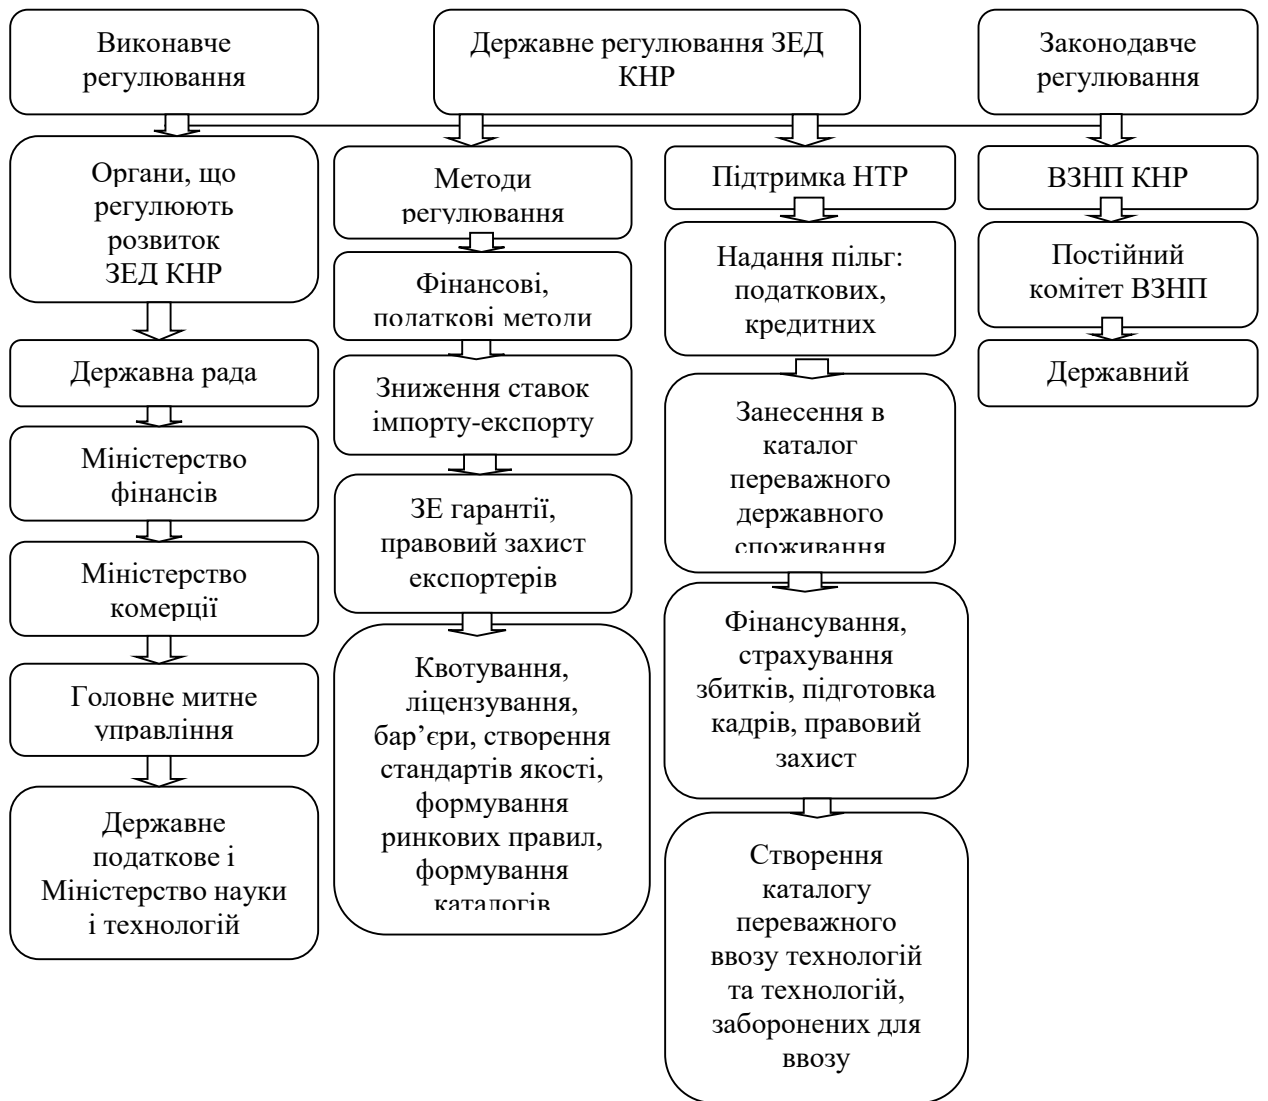 Виконавче
регулювання
Державне регулювання ЗЕД
КНР
Законодавче
регулювання
Органи, що
регулюють
розвиток
ЗЕД КНР
Державна рада
Міністерство
фінансів
Міністерство
комерції
Головне митне
управління
Державне
податкове і
Міністерство науки
і технологій
Методи
регулювання
Фінансові,
податкові методи
Зниження ставок
імпорту-експорту
ЗЕ гарантії,
правовий захист
експортерів
Квотування,
ліцензування,
бар’єри, створення
стандартів якості,
формування
ринкових правил,
формування
каталогів
Підтримка НТР
Надання пільг:
податкових,
кредитних
Занесення в
каталог
переважного
державного
споживання
Фінансування,
страхування
збитків, підготовка
кадрів, правовий
захист
Створення
каталогу
переважного
ввозу технологій
та технологій,
заборонених для
ввозу
ВЗНП КНР
Постійний
комітет ВЗНП
Державний